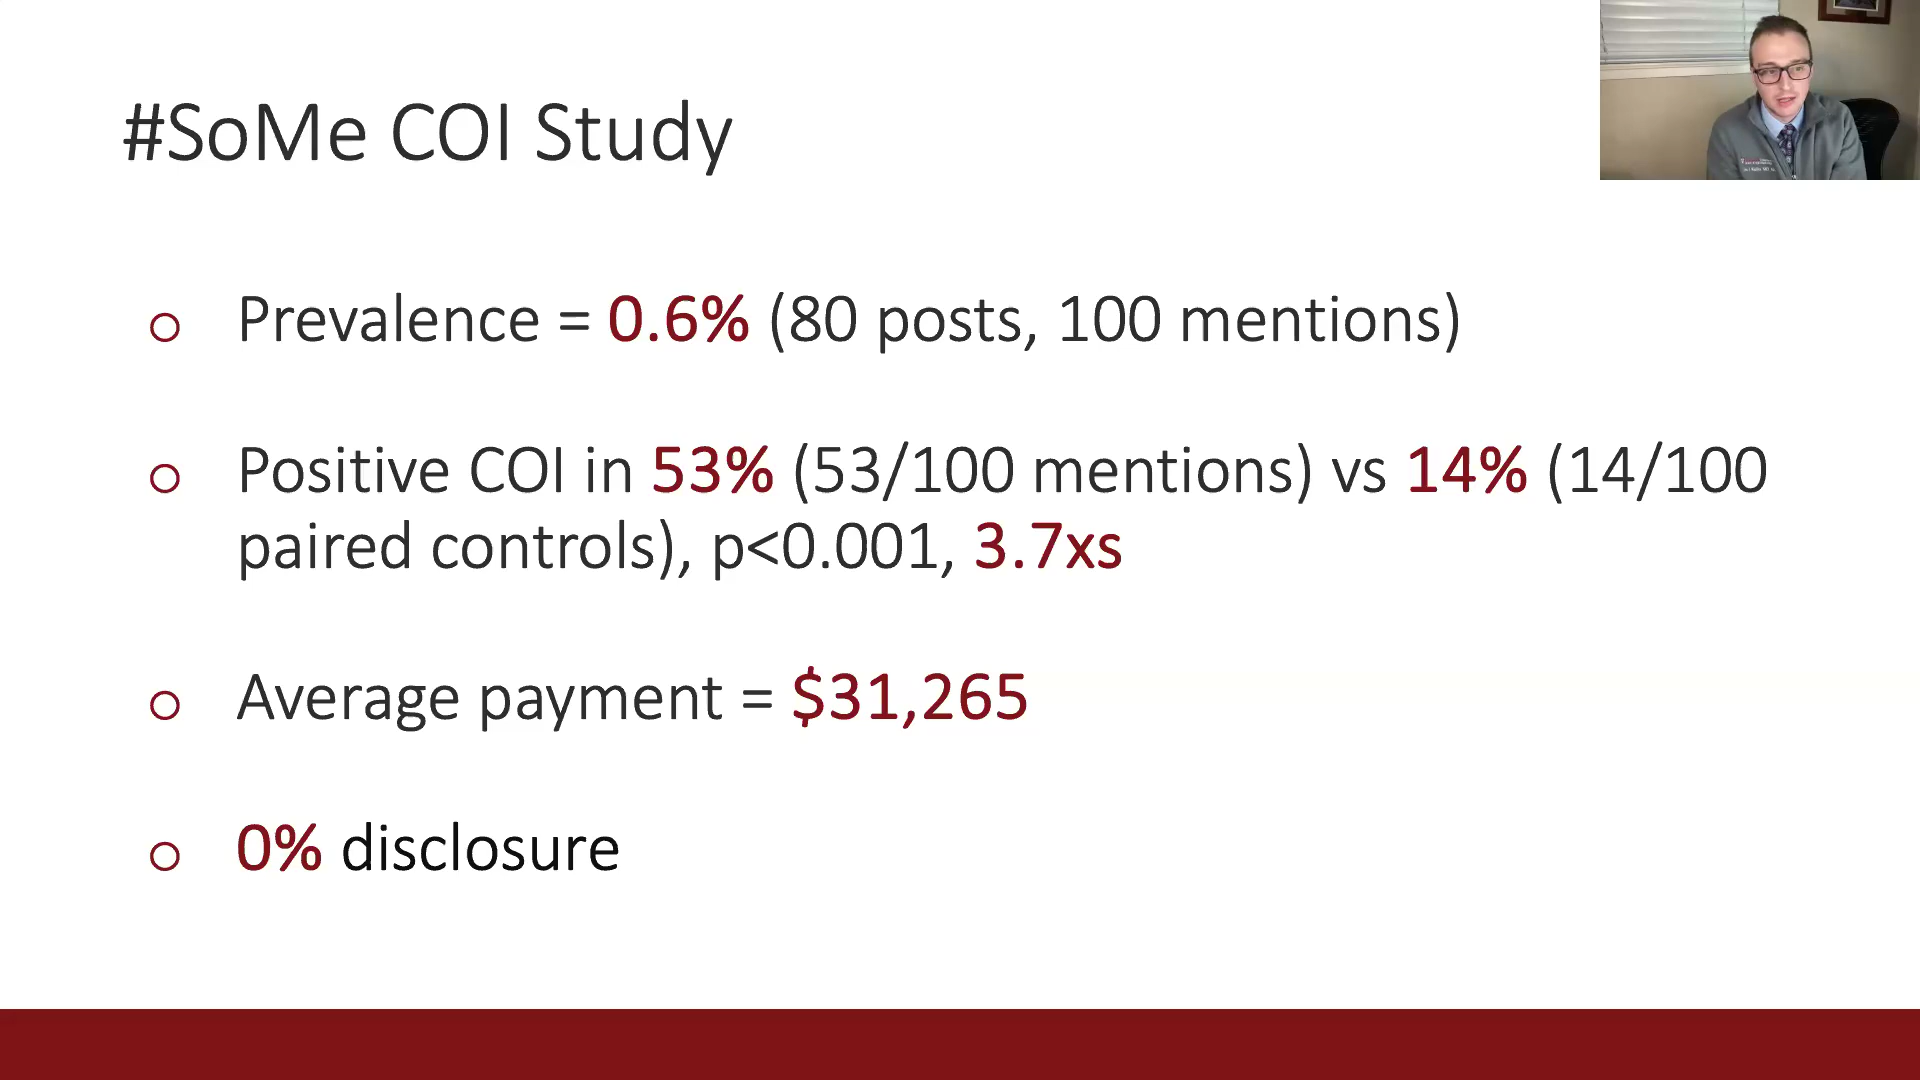 #SoMe COI Study
Prevalence = 0.6% (80 posts, 100 mentions)
Positive COI in 53% (53/100 mentions) vs 14% (14/100
paired controls), p<0.001, 3.7xs
Average payment = $31,265
0% disclosure